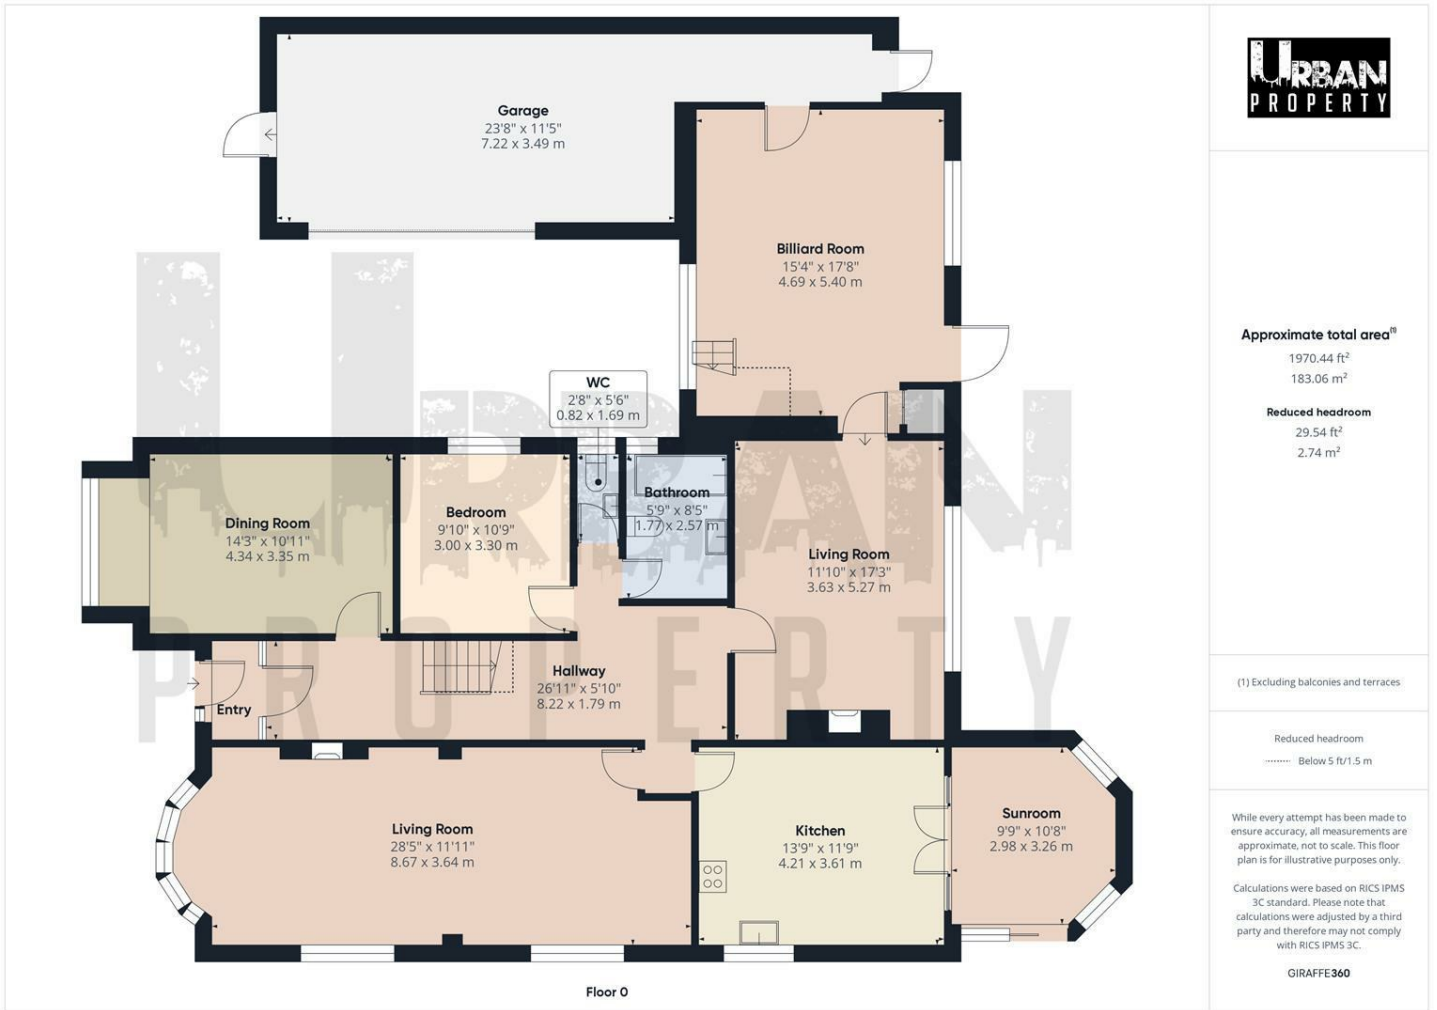 URBAN
PROPERTY
Garage
23'8" x 11'5"
7.22 x 3.49 m
Billiard Room
15'4" x 17'8"
4.69 x 5.40 m
WC
2'8" x 5'6"
0.82 x 1.69 m
Dining Room
14'3" x 10'11"
4.34 x 3.35 m
Bedroom
9'10" x 10'9"
3.00 x 3.30 m
Bathroom
5'9" x 8'5"
1.77 x 2.57 m
Living Room
11'10" x 17'3"
3.63 x 5.27 m
Hallway
26'11" x 5'10"
8.22 x 1.79 m
Entry
Living Room
28'5" x 11'11"
8.67 x 3.64 m
Kitchen
13'9" x 11'9"
4.21 x 3.61 m
Sunroom
9'9" x 10'8"
2.98 x 3.26 m
Floor 0
URBAN
PROPERTY
Approximate total area(1)
1970.44 ft²
183.06 m²
Reduced headroom
29.54 ft²
2.74 m²
(1) Excluding balconies and terraces
Reduced headroom
Below 5 ft/1.5 m
While every attempt has been made to
ensure accuracy, all measurements are
approximate, not to scale. This floor
plan is for illustrative purposes only.
Calculations were based on RICS IPMS
3C standard. Please note that
calculations were adjusted by a third
party and therefore may not comply
with RICS IPMS 3C.
GIRAFFE360